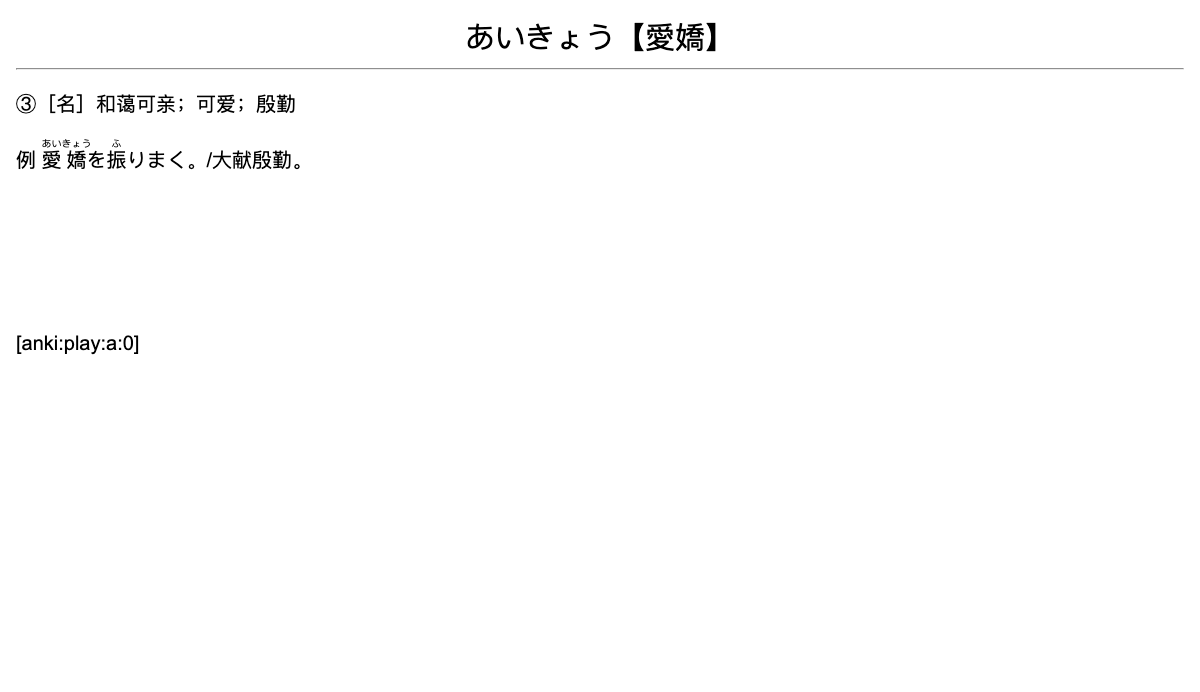 あいきょう【愛嬌】
③［名］和蔼可亲；可爱；殷勤
あいきょう ふ
例 愛嬌を振りまく。/大献殷勤。
[anki:play:a:0]